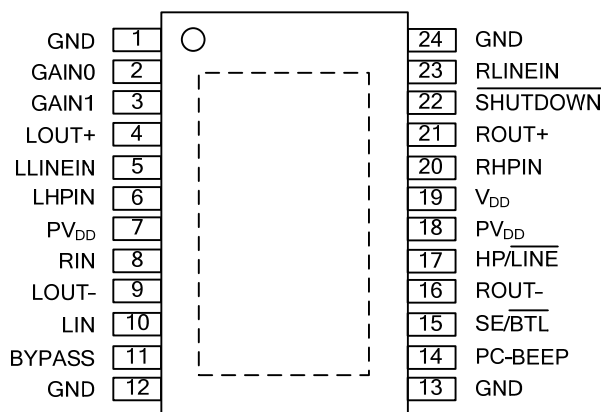 GND 1 24 GND
GAIN0 2 23 RLINEIN
GAIN1 3 22 SHUTDOWN
LOUT+ 4 21 ROUT+
LLINEIN 5 20 RHPIN
LHPIN 6 19 VDD
PVDD 7 18 PVDD
RIN 8 17 HP/LINE
LOUT- 9 16 ROUT-
LIN 10 15 SE/BTL
BYPASS 11 14 PC-BEEP
GND 12 13 GND